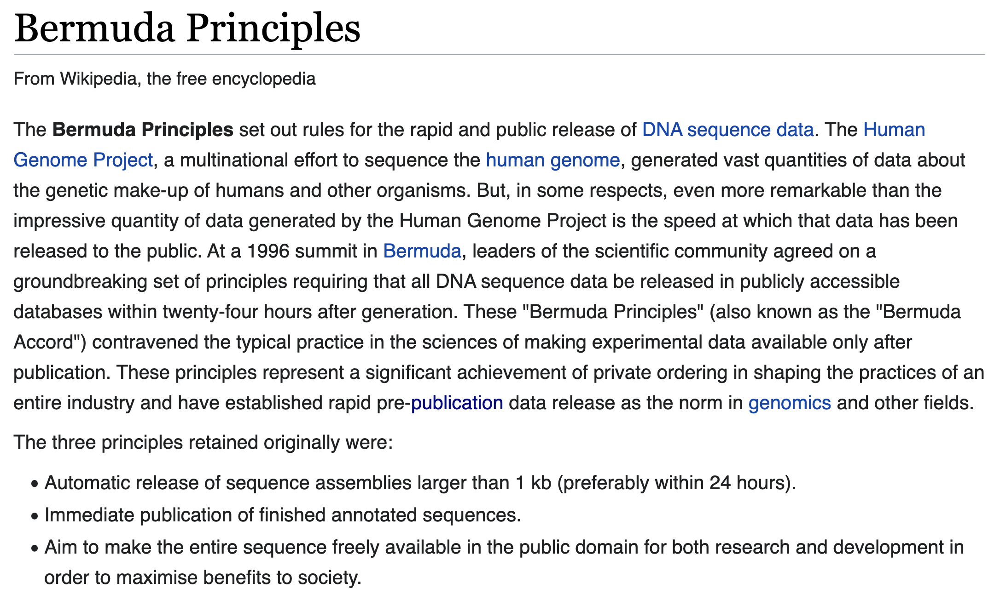 Bermuda Principles
From Wikipedia, the free encyclopedia
The Bermuda Principles set out rules for the rapid and public release of DNA sequence data. The Human
Genome Project, a multinational effort to sequence the human genome, generated vast quantities of data about
the genetic make-up of humans and other organisms. But, in some respects, even more remarkable than the
impressive quantity of data generated by the Human Genome Project is the speed at which that data has been
released to the public. At a 1996 summit in Bermuda, leaders of the scientific community agreed on a
groundbreaking set of principles requiring that all DNA sequence data be released in publicly accessible
databases within twenty-four hours after generation. These "Bermuda Principles" (also known as the "Bermuda
Accord") contravened the typical practice in the sciences of making experimental data available only after
publication. These principles represent a significant achievement of private ordering in shaping the practices of an
entire industry and have established rapid pre-publication data release as the norm in genomics and other fields.
The three principles retained originally were:
• Automatic release of sequence assemblies larger than 1 kb (preferably within 24 hours).
• Immediate publication of finished annotated sequences.
• Aim to make the entire sequence freely available in the public domain for both research and development in
order to maximise benefits to society.